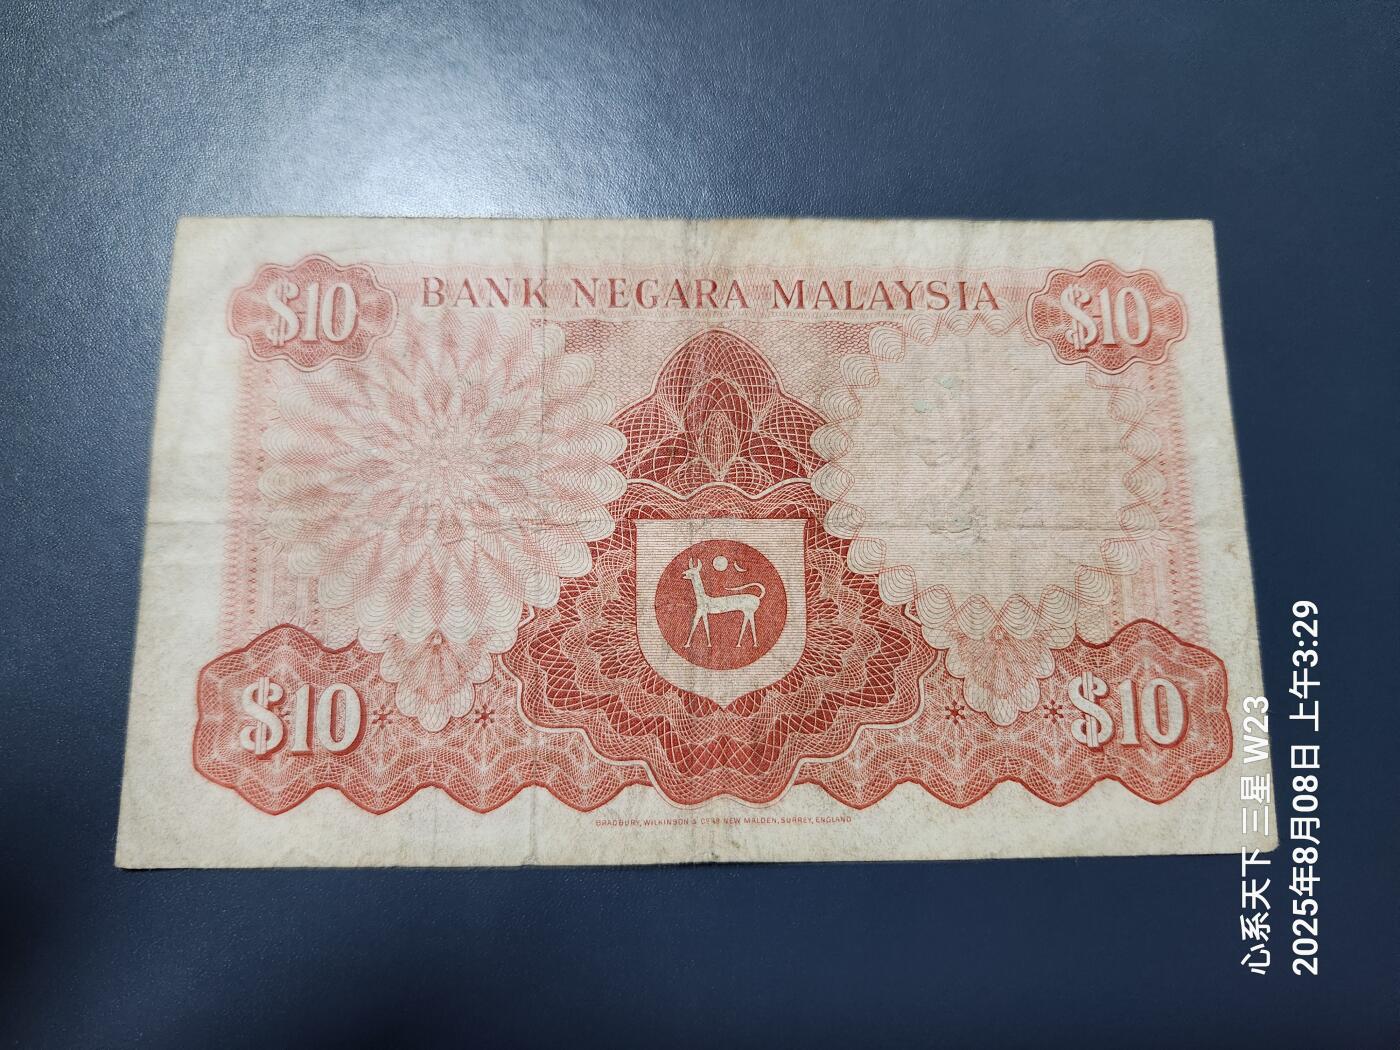 $10 BANK NEGARA MALAYSIA $10
$10 $10
BRADBURY, WILKINSON & Cº Lᵈ NEW MALDEN, SURREY, ENGLAND
心系天下 三星 W23
2025年8月08日 上午3:29